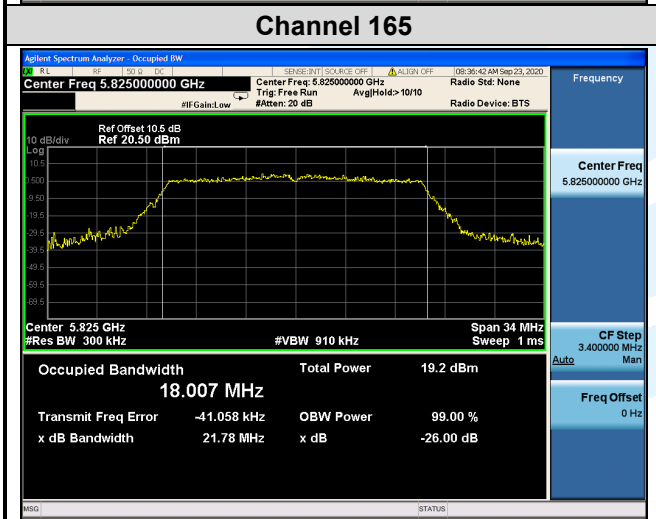 Channel 165
Agilent Spectrum Analyzer - Occupied BW
RL RF 50 Ω DC SENSE:INT SOURCE OFF ALIGN OFF 08:36:42 AM Sep 23, 2020
Center Freq 5.825000000 GHz
Center Freq: 5.825000000 GHz
Radio Std: None
Trig: Free Run Avg|Hold:>10/10
#IFGain:Low #Atten: 20 dB Radio Device: BTS
Ref Offset 10.5 dB
10 dB/div Ref 20.50 dBm
Log
10.5
0.500
-9.50
-19.5
-29.5
-39.5
-49.5
-59.5
-69.5
Center 5.825 GHz Span 34 MHz
#Res BW 300 kHz #VBW 910 kHz Sweep 1 ms
Occupied Bandwidth Total Power 19.2 dBm
18.007 MHz
Transmit Freq Error -41.058 kHz OBW Power 99.00 %
x dB Bandwidth 21.78 MHz x dB -26.00 dB
MSG STATUS
Frequency
Center Freq
5.825000000 GHz
CF Step
3.400000 MHz
Auto Man
Freq Offset
0 Hz